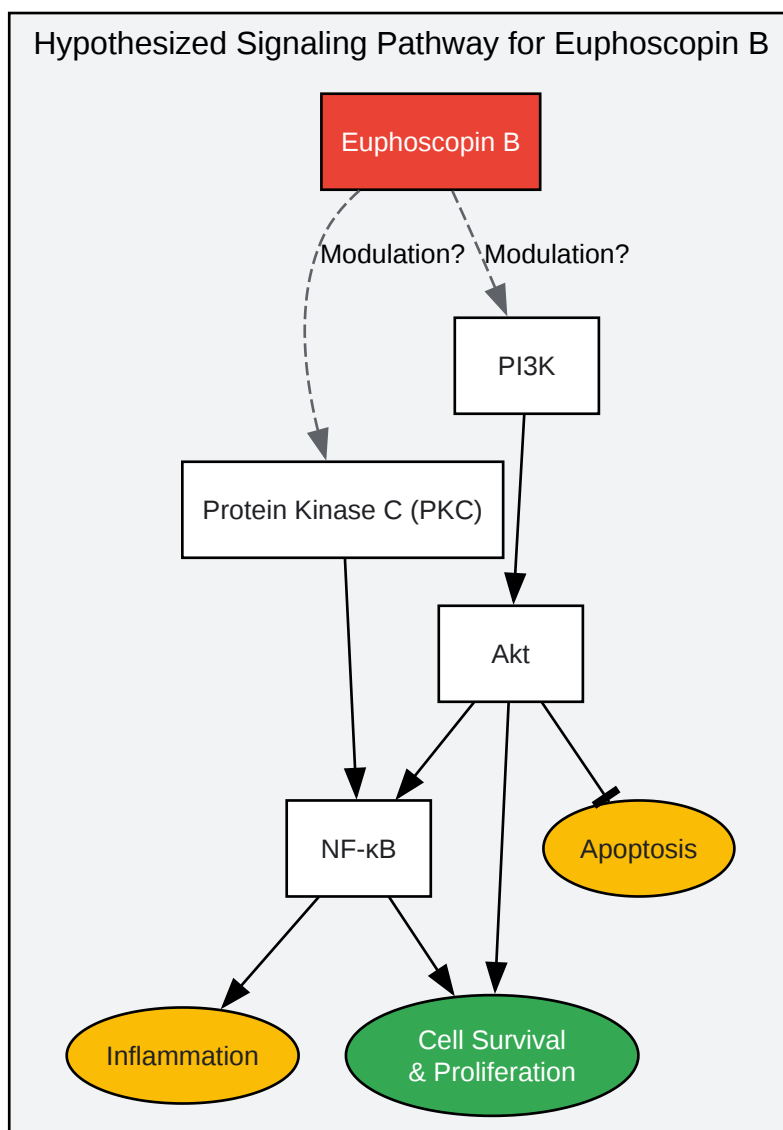 Hypothesized Signaling Pathway for Euphoscopin B
Euphoscopin B
Modulation?
Modulation?
PI3K
Protein Kinase C (PKC)
Akt
NF-κB
Apoptosis
Inflammation
Cell Survival
& Proliferation